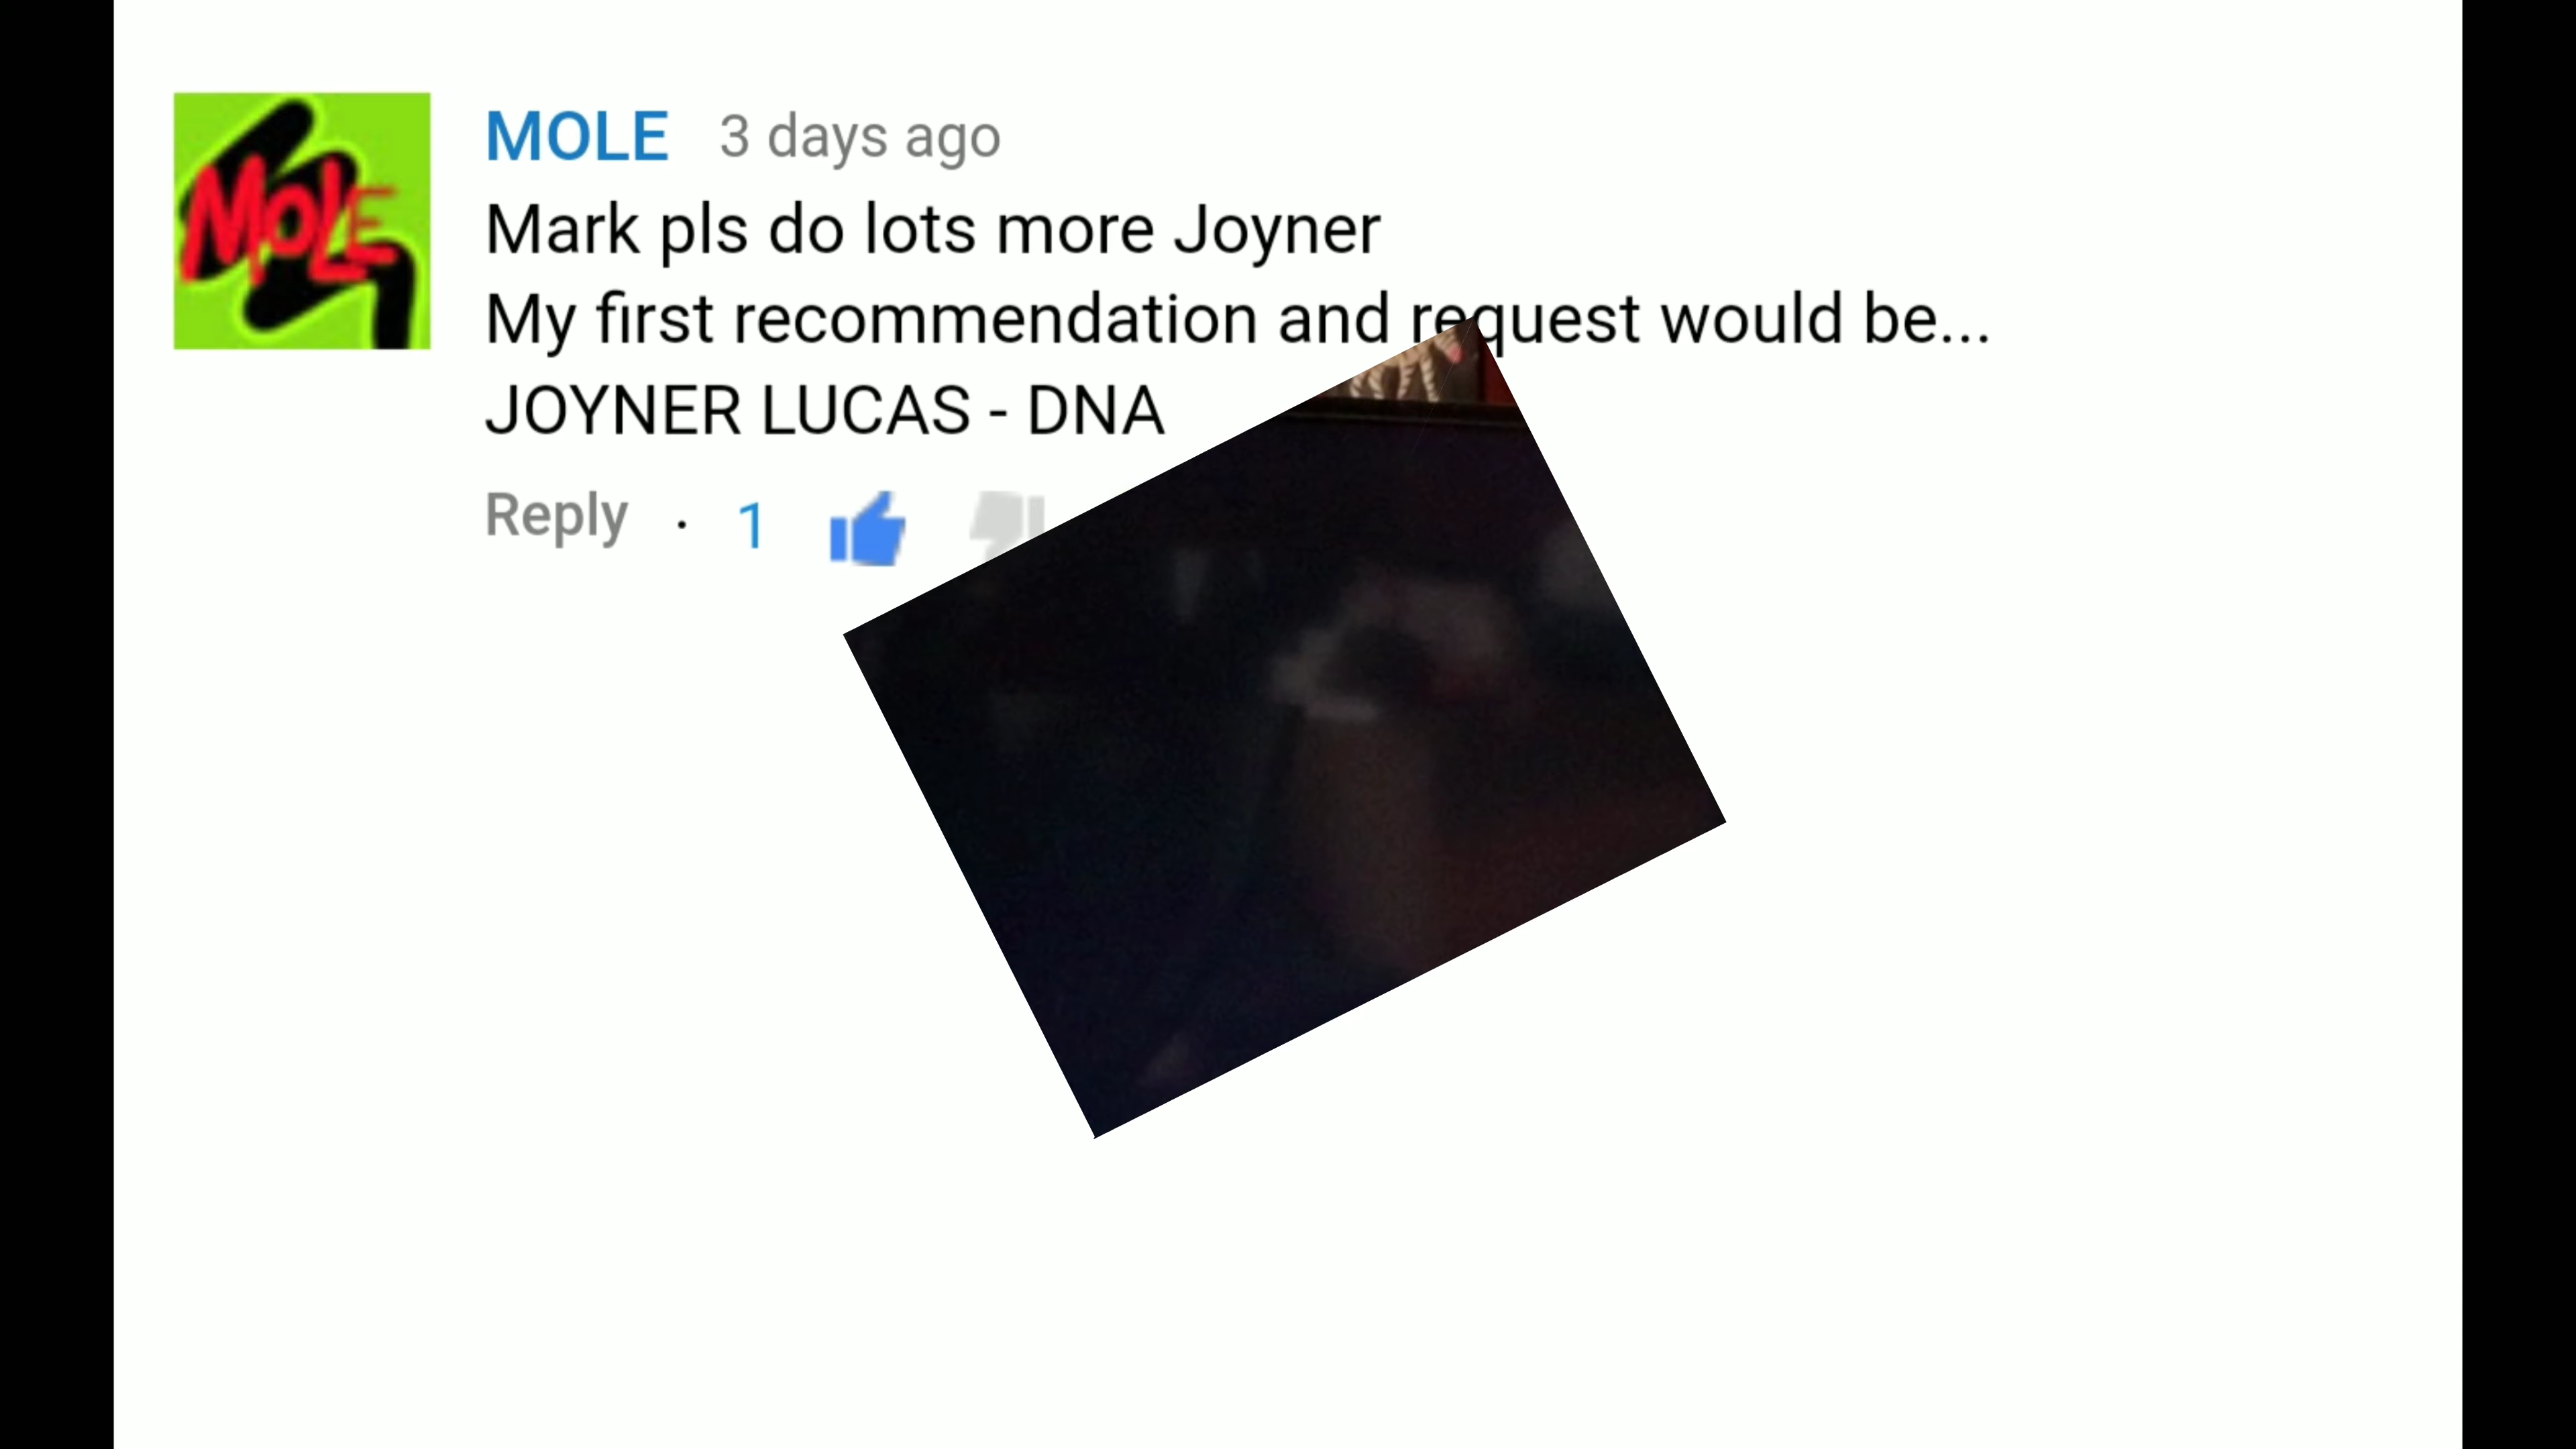 MOLE
MOLE 3 days ago
Mark pls do lots more Joyner
My first recommendation and request would be...
JOYNER LUCAS - DNA
Reply · 1